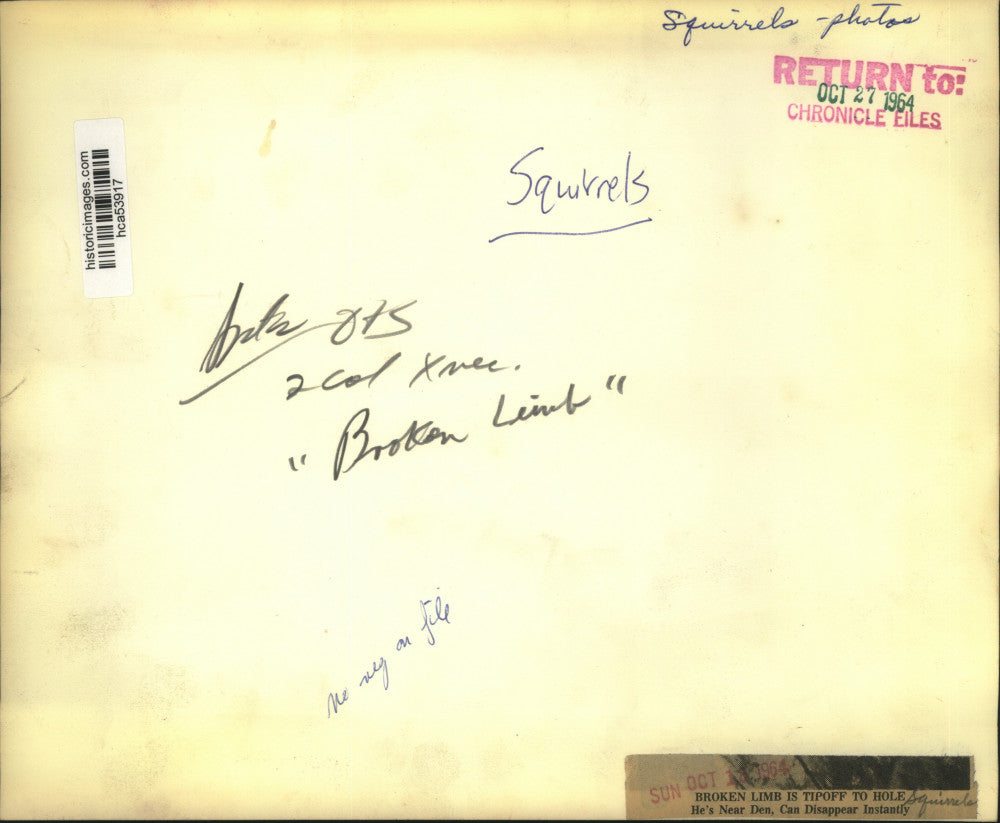 Squirrels - photos
RETURN to:
OCT 27 1964
CHRONICLE FILES
historicimages.com
hca53917
Squirrels
2 col
"Broken Limb"
no neg on file
SUN OCT 1964
BROKEN LIMB IS TIPOFF TO HOLE
He's Near Den, Can Disappear Instantly
Squirrels